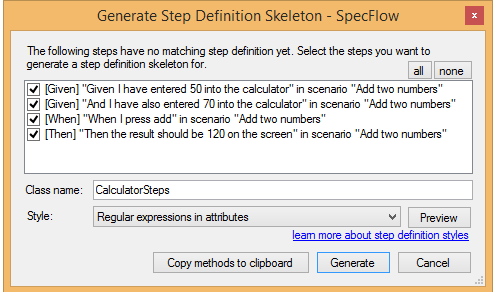 Generate Step Definition Skeleton - SpecFlow
x
The following steps have no matching step definition yet. Select the steps you want to
generate a step definition skeleton for.
all none
[Given] "Given I have entered 50 into the calculator" in scenario "Add two numbers"
[Given] "And I have also entered 70 into the calculator" in scenario "Add two numbers"
[When] "When I press add" in scenario "Add two numbers"
[Then] "Then the result should be 120 on the screen" in scenario "Add two numbers"
Class name: CalculatorSteps
Style: Regular expressions in attributes Preview
learn more about step definition styles
Copy methods to clipboard Generate Cancel